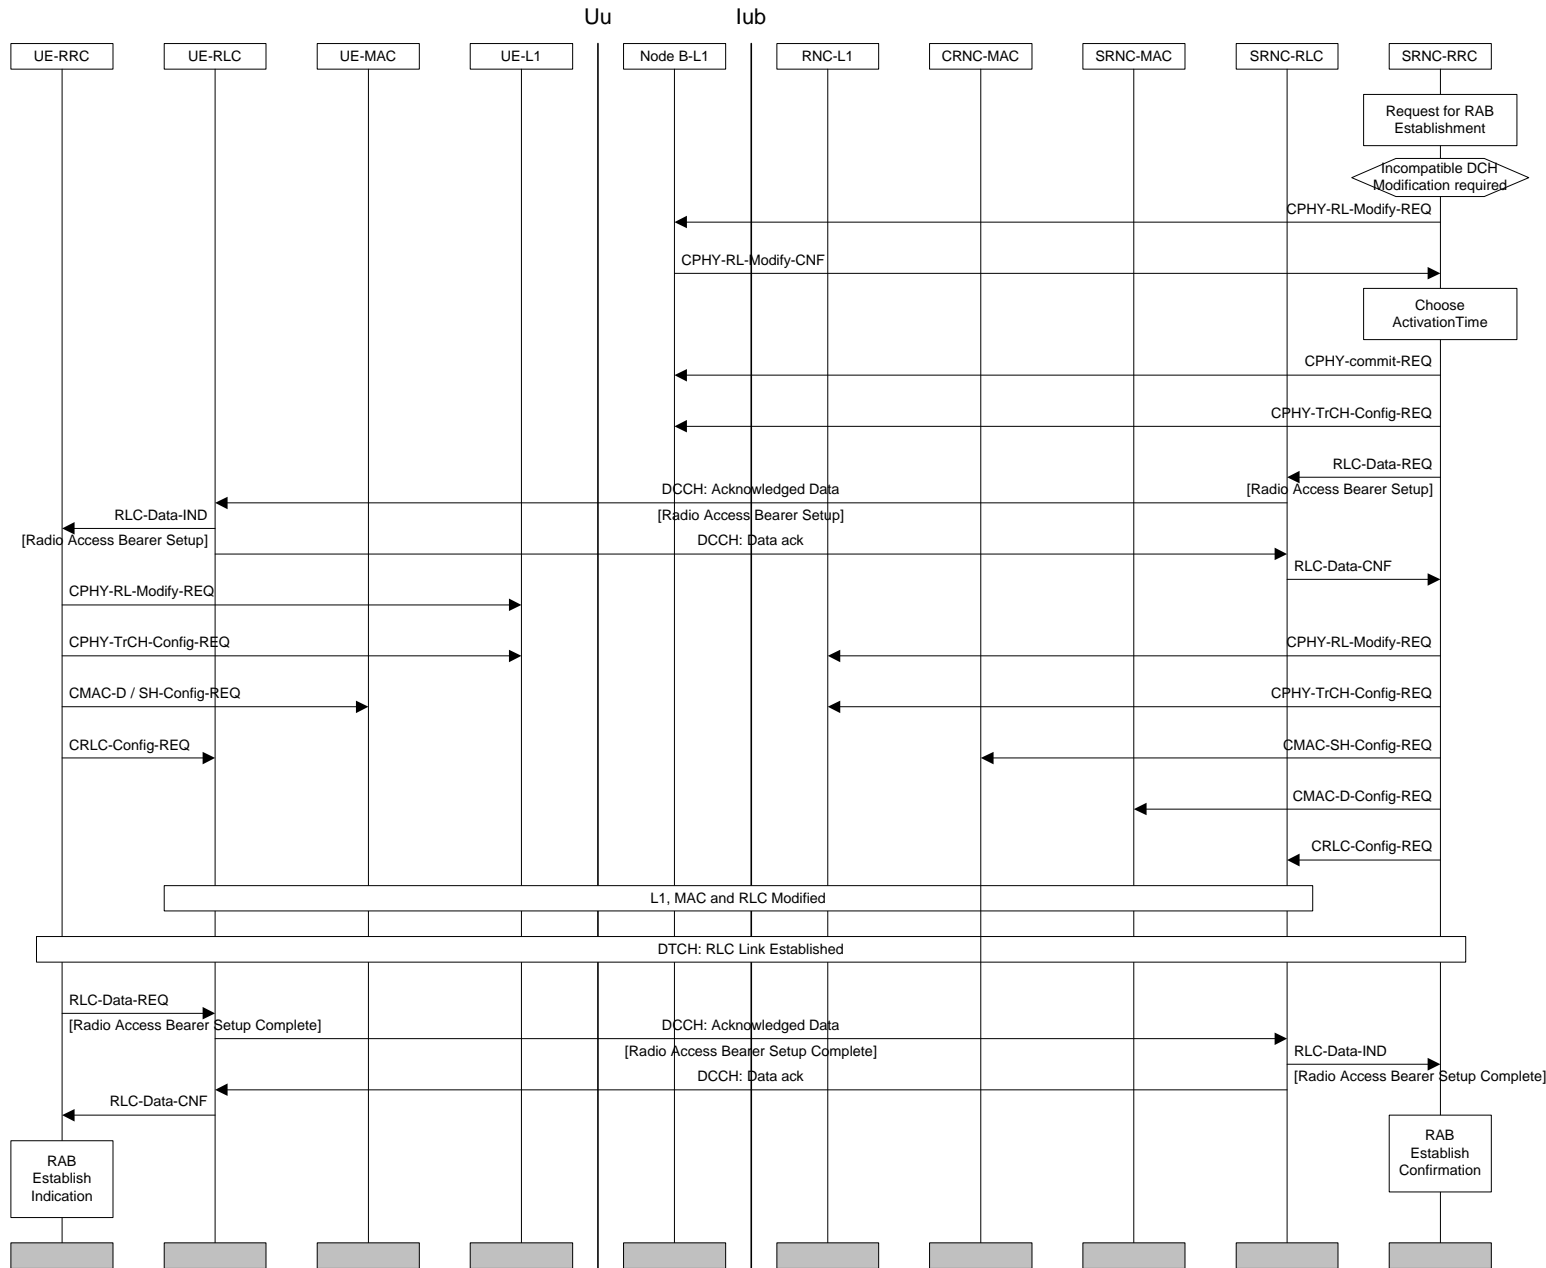 Uu
Iub
UE-RRC
UE-RLC
UE-MAC
UE-L1
Node B-L1
RNC-L1
CRNC-MAC
SRNC-MAC
SRNC-RLC
SRNC-RRC
Request for RAB
Establishment
Incompatible DCH
Modification required
CPHY-RL-Modify-REQ
CPHY-RL-Modify-CNF
Choose
ActivationTime
CPHY-commit-REQ
CPHY-TrCH-Config-REQ
RLC-Data-REQ
DCCH: Acknowledged Data
[Radio Access Bearer Setup]
RLC-Data-IND
[Radio Access Bearer Setup]
[Radio Access Bearer Setup]
DCCH: Data ack
RLC-Data-CNF
CPHY-RL-Modify-REQ
CPHY-TrCH-Config-REQ
CPHY-RL-Modify-REQ
CMAC-D / SH-Config-REQ
CPHY-TrCH-Config-REQ
CRLC-Config-REQ
CMAC-SH-Config-REQ
CMAC-D-Config-REQ
CRLC-Config-REQ
L1, MAC and RLC Modified
DTCH: RLC Link Established
RLC-Data-REQ
[Radio Access Bearer Setup Complete]
DCCH: Acknowledged Data
[Radio Access Bearer Setup Complete]
RLC-Data-IND
DCCH: Data ack
[Radio Access Bearer Setup Complete]
RLC-Data-CNF
RAB
Establish
Confirmation
RAB
Establish
Indication